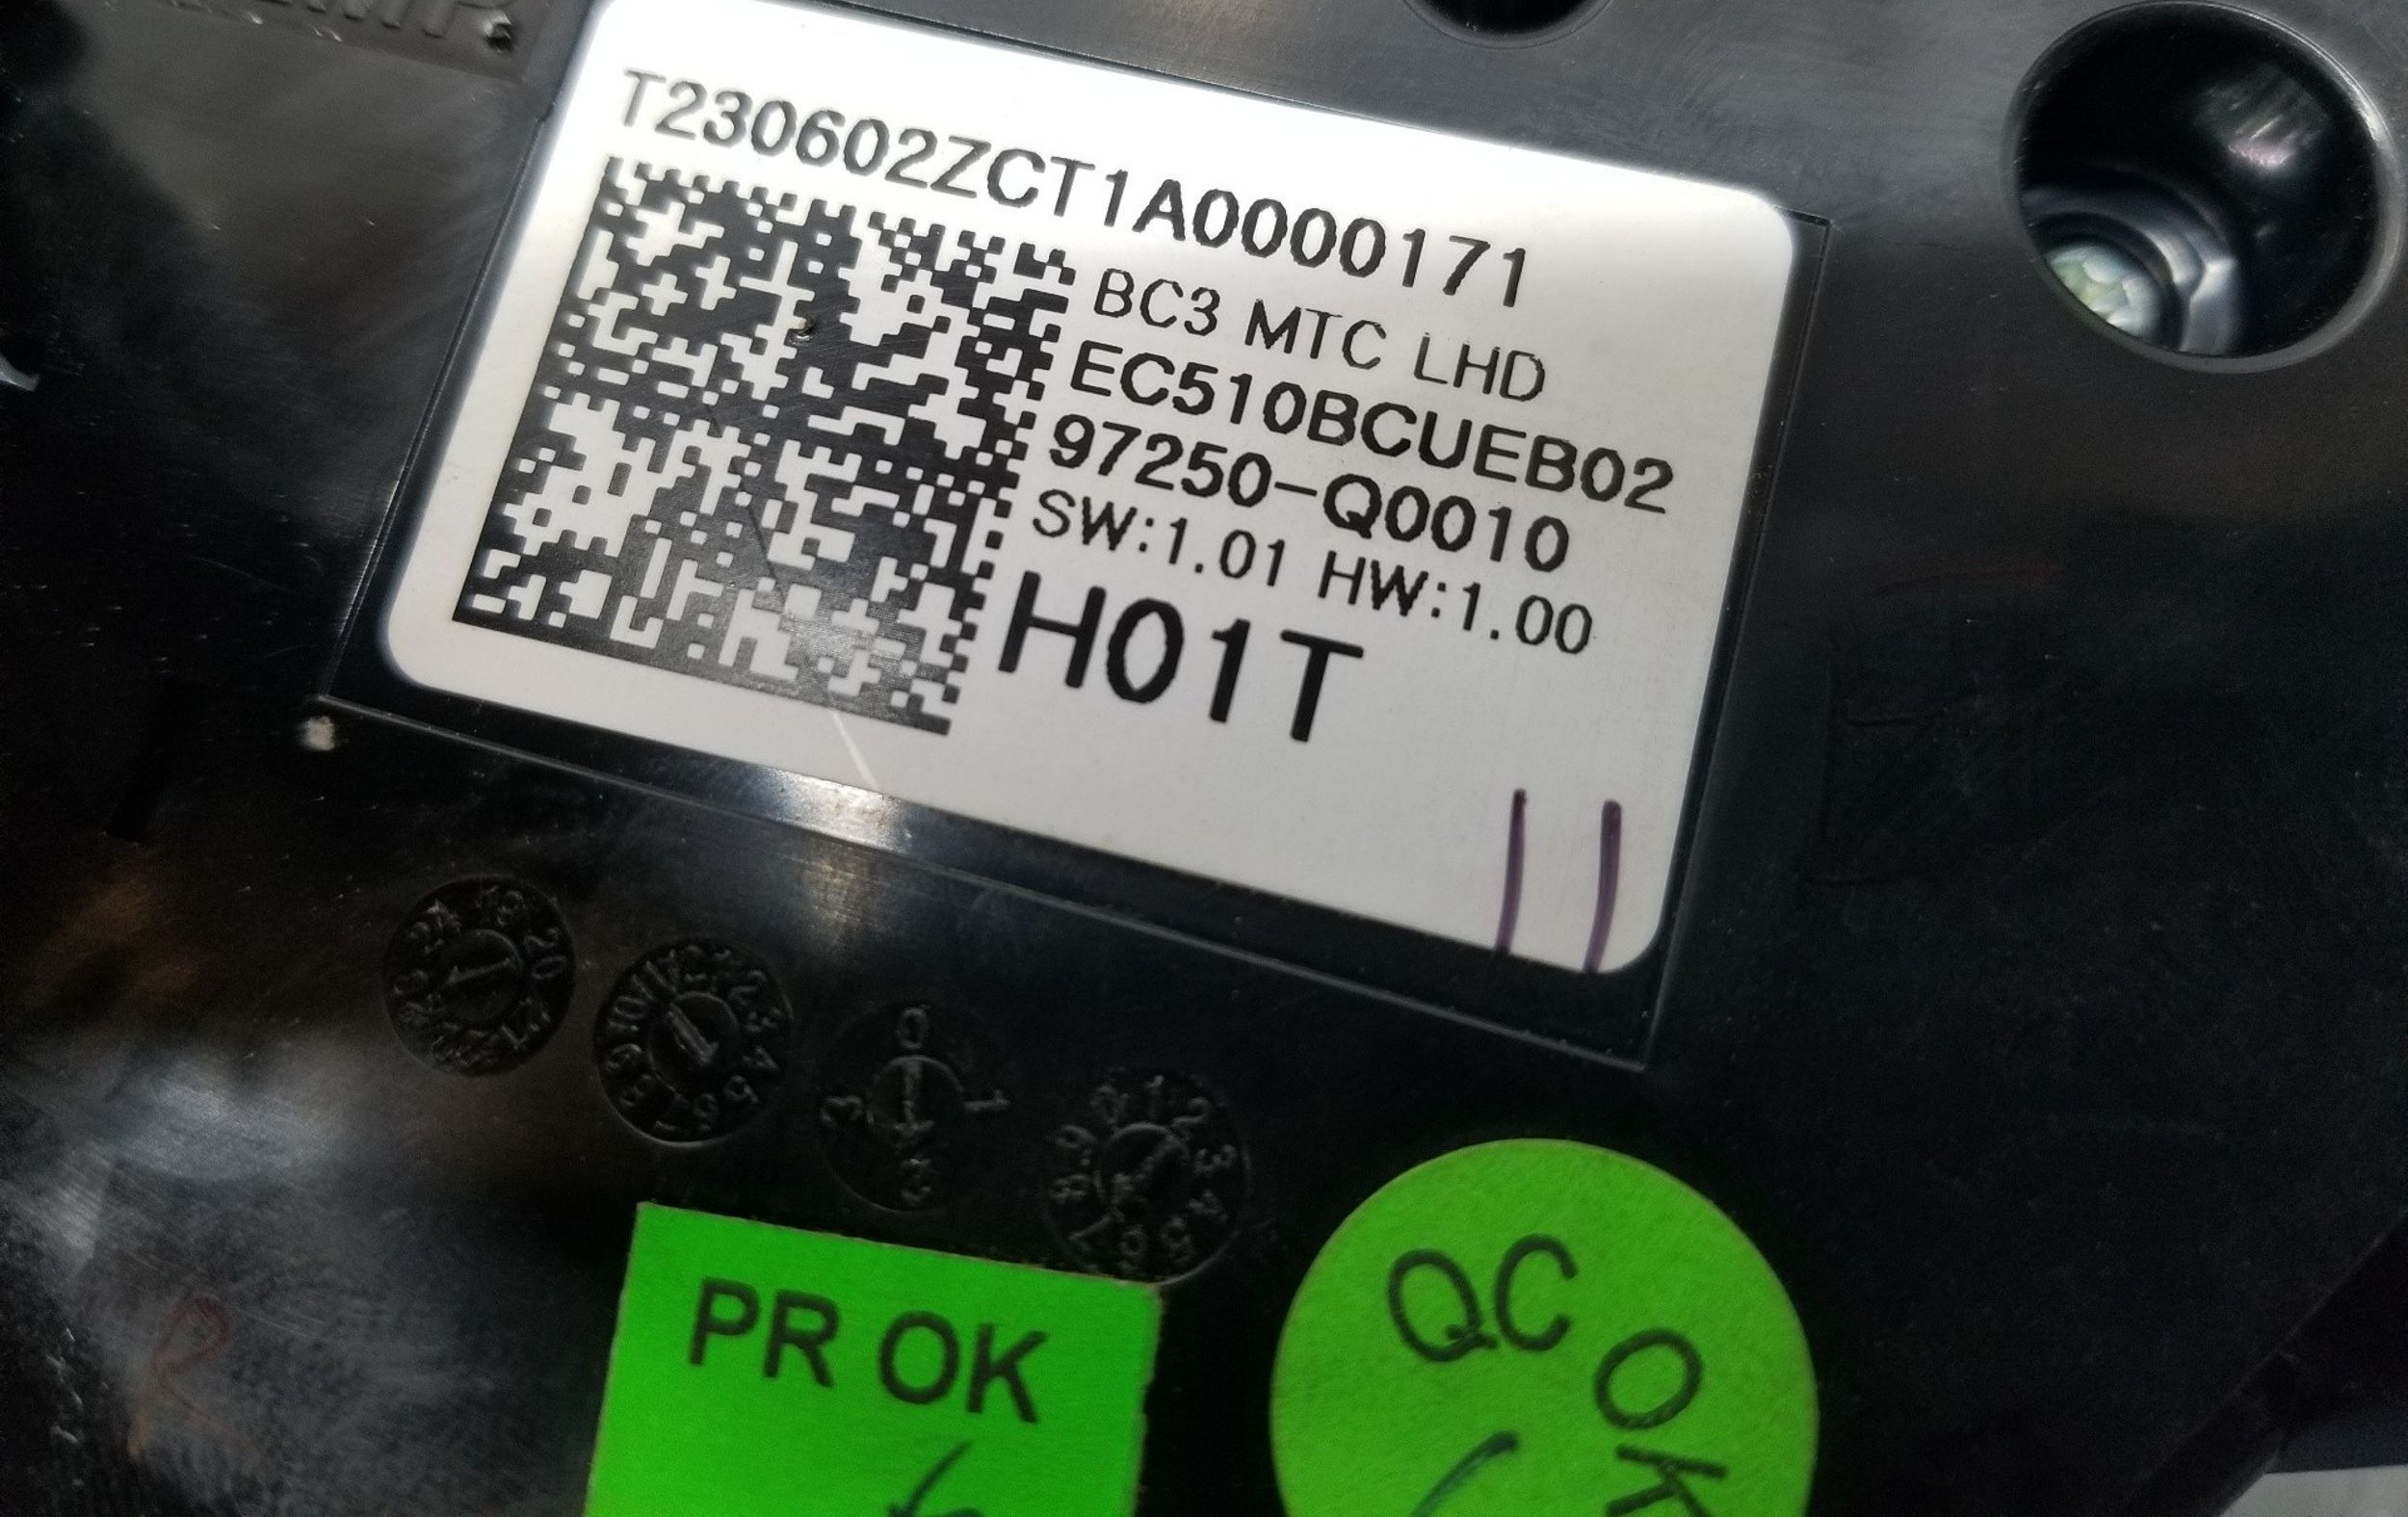 T230602ZCT1A0000171
BC3 MTC LHD
EC510BCUEB02
97250-Q0010
SW:1.01 HW:1.00
H01T
PR OK
QC OK